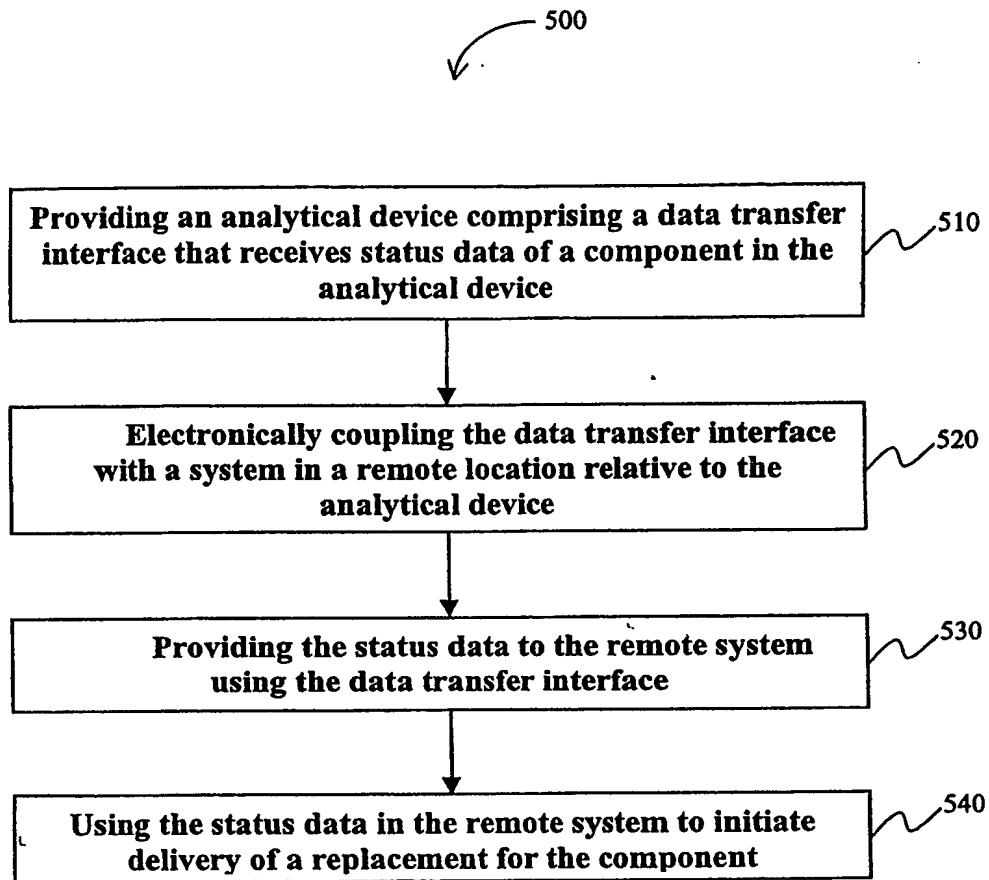 500
Providing an analytical device comprising a data transfer
interface that receives status data of a component in the
analytical device
510
Electronically coupling the data transfer interface
with a system in a remote location relative to the
analytical device
520
Providing the status data to the remote system
using the data transfer interface
530
Using the status data in the remote system to initiate
delivery of a replacement for the component
540